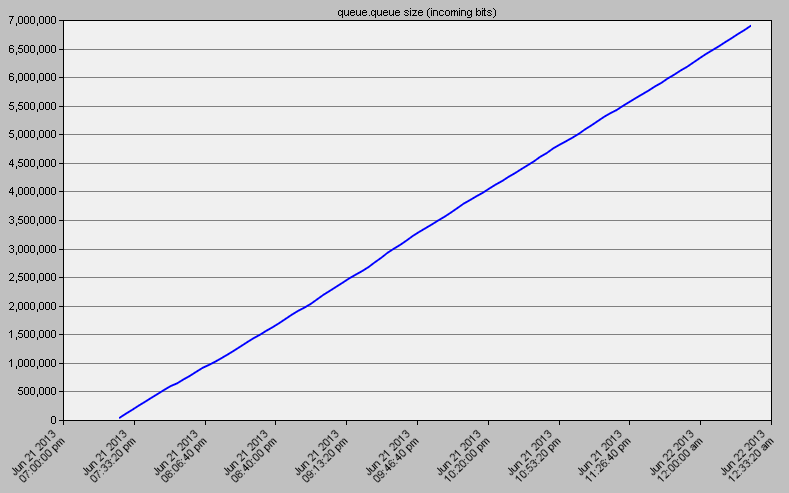 queue.queue size (incoming bits)
7,000,000
6,500,000
6,000,000
5,500,000
5,000,000
4,500,000
4,000,000
3,500,000
3,000,000
2,500,000
2,000,000
1,500,000
1,000,000
500,000
0
Jun 21 2013
07:00:00 pm
Jun 21 2013
07:33:20 pm
Jun 21 2013
08:06:40 pm
Jun 21 2013
08:40:00 pm
Jun 21 2013
09:13:20 pm
Jun 21 2013
09:46:40 pm
Jun 21 2013
10:20:00 pm
Jun 21 2013
10:53:20 pm
Jun 21 2013
11:26:40 pm
Jun 22 2013
12:00:00 am
Jun 22 2013
12:33:20 am